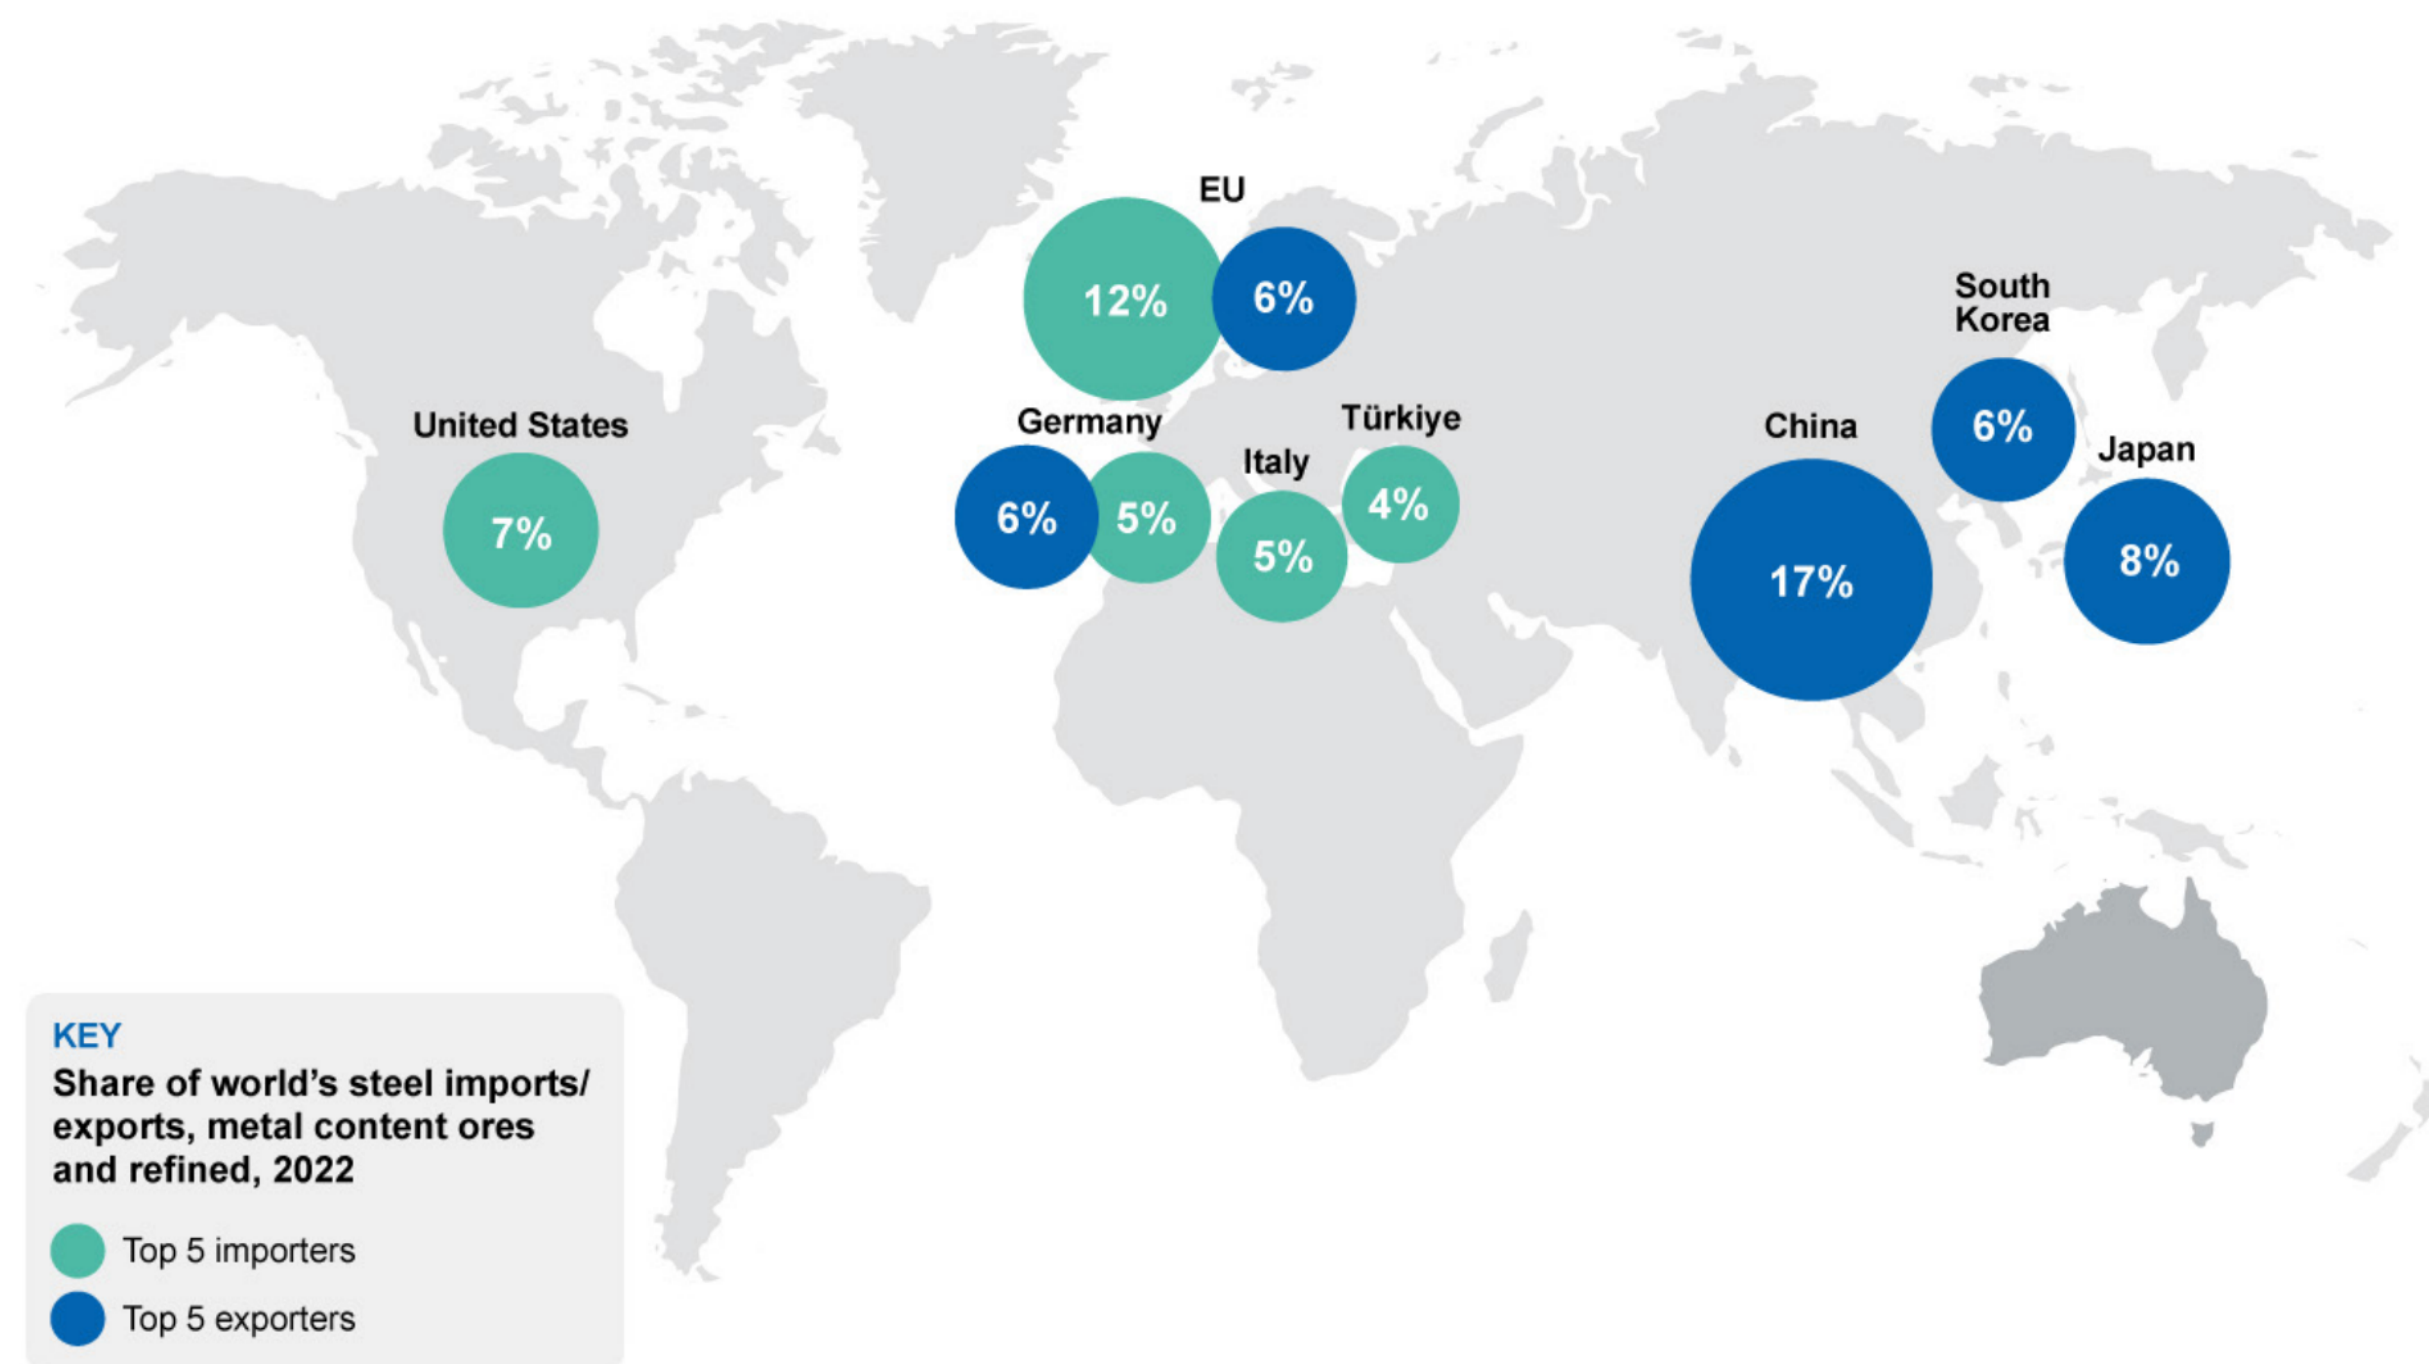 EU
12%
6%
South
Korea
6%
United States
7%
Germany
6%
5%
Italy
5%
Türkiye
4%
China
17%
Japan
8%
KEY
Share of world’s steel imports/
exports, metal content ores
and refined, 2022
Top 5 importers
Top 5 exporters